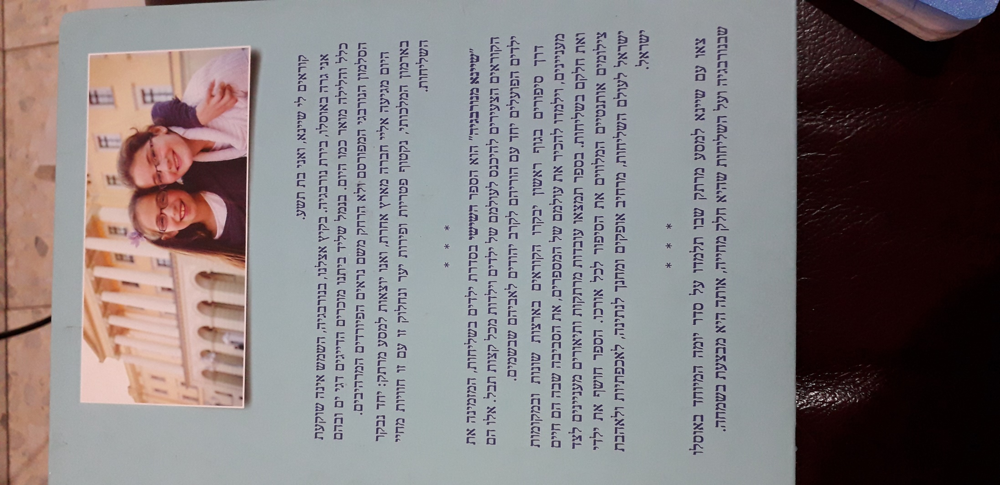 קוראים לי שיינא, ואני בת תשע.
אני גרה באוסלו, בירת נורבגיה. בקיץ אצלנו, בנורבגיה, השמש אינה שוקעת
כלל והלילה מואר כמו היום. בנמל שליד ביתנו מוכרים הדייגים דגי ים ובהם
הסלמון הנורבגי המפורסם ולא הרחק משם נראים הפיורדים המרהיבים.
היום מגיעה אליי חברה מארץ אחרת, ואנו יוצאות למסע מרתק: יחד נבקר
בארמון המלכותי, נקטוף פטריות ופירות יער ונחלוק זו עם זו חוויות מחיי
השליחות.
* * *
"שיינא מנורבגיה" הוא הספר השישי בסדרת ילדים בשליחות, המזמינה את
הקוראים הצעירים להיכנס לעולמם של ילדים וילדות מכל קצות תבל. אלו הם
ילדים הפועלים יחד עם הוריהם לקרב יהודים לאביהם שבשמים.
דרך סיפורים בגוף ראשון יבקרו הקוראים בארצות שונות ובמקומות
מעניינים, וילמדו להכיר את עולמם של המספרים, את הסביבה שבה הם חיים
ואת חלקם בשליחות. בספר תמצאו עובדות מרתקות ותיאורים מעניינים לצד
צילומים אותנטיים המלווים את הסיפור לכל אורכו. הספר חושף את ילדי
ישראל לעולם השליחות, מרחיב אופקים ומחנך לנתינה, לאכפתיות ולאהבת
ישראל.
* * *
צאו עם שיינא למסע מרתק שבו תלמדו על סדר יומה המיוחד באוסלו
שבנורבגיה ועל השליחות שהיא חלק מחייה, אותה היא מבצעת בשמחה.